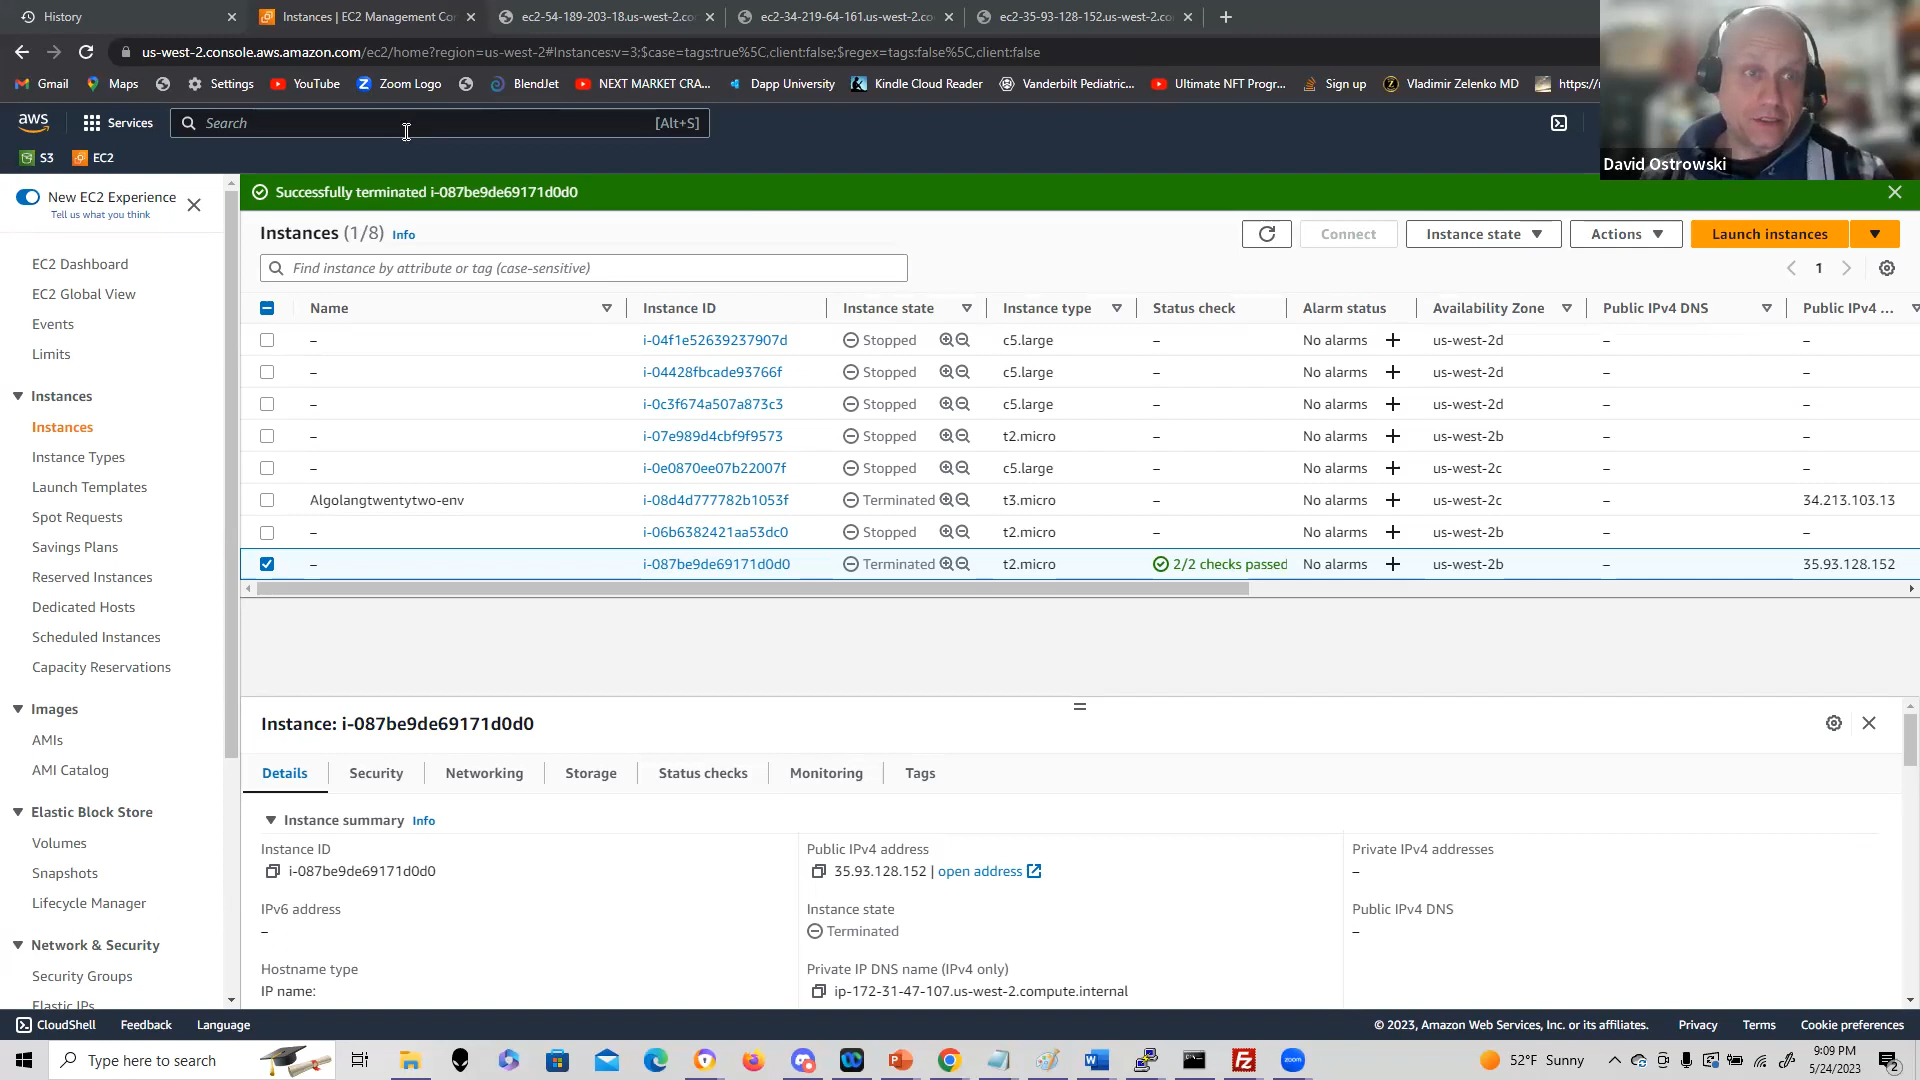 History
Instances | EC2 Management Con
ec2-54-189-203-18.us-west-2.co
ec2-34-219-64-161.us-west-2.co
ec2-35-93-128-152.us-west-2.co
us-west-2.console.aws.amazon.com/ec2/home?region=us-west-2#Instances:v=3;$case=tags:true%5C,client:false;$regex=tags:false%5C,client:false
Gmail
Maps
Settings
YouTube
Zoom Logo
BlendJet
NEXT MARKET CRA...
Dapp University
Kindle Cloud Reader
Vanderbilt Pediatric...
Ultimate NFT Progr...
Sign up
Vladimir Zelenko MD
https://
aws
Services
Search
[Alt+S]
David Ostrowski
S3
EC2
New EC2 Experience
Tell us what you think
Successfully terminated i-087be9de69171d0d0
Instances (1/8) Info
Connect
Instance state
Actions
Launch instances
Find instance by attribute or tag (case-sensitive)
1
Name Instance ID Instance state Instance type Status check Alarm status Availability Zone Public IPv4 DNS Public IPv4 ...
– i-04f1e52639237907d Stopped c5.large – No alarms + us-west-2d – –
– i-04428fbcade93766f Stopped c5.large – No alarms + us-west-2d – –
– i-0c3f674a507a873c3 Stopped c5.large – No alarms + us-west-2d – –
– i-07e989d4cbf9f9573 Stopped t2.micro – No alarms + us-west-2b – –
– i-0e0870ee07b22007f Stopped c5.large – No alarms + us-west-2c – –
Algolangtwentytwo-env i-08d4d777782b1053f Terminated t3.micro – No alarms + us-west-2c – 34.213.103.13
– i-06b6382421aa53dc0 Stopped t2.micro – No alarms + us-west-2b – –
– i-087be9de69171d0d0 Terminated t2.micro 2/2 checks passed No alarms + us-west-2b – 35.93.128.152
EC2 Dashboard
EC2 Global View
Events
Limits
Instances
Instances
Instance Types
Launch Templates
Spot Requests
Savings Plans
Reserved Instances
Dedicated Hosts
Scheduled Instances
Capacity Reservations
Images
AMIs
AMI Catalog
Elastic Block Store
Volumes
Snapshots
Lifecycle Manager
Network & Security
Security Groups
Elastic IPs
Instance: i-087be9de69171d0d0
Details
Security
Networking
Storage
Status checks
Monitoring
Tags
Instance summary Info
Instance ID
i-087be9de69171d0d0
Public IPv4 address
35.93.128.152 | open address
Private IPv4 addresses
–
IPv6 address
–
Instance state
Terminated
Public IPv4 DNS
–
Hostname type
IP name:
Private IP DNS name (IPv4 only)
ip-172-31-47-107.us-west-2.compute.internal
CloudShell
Feedback
Language
© 2023, Amazon Web Services, Inc. or its affiliates.
Privacy
Terms
Cookie preferences
Type here to search
zoom
52°F Sunny
9:09 PM
5/24/2023
2